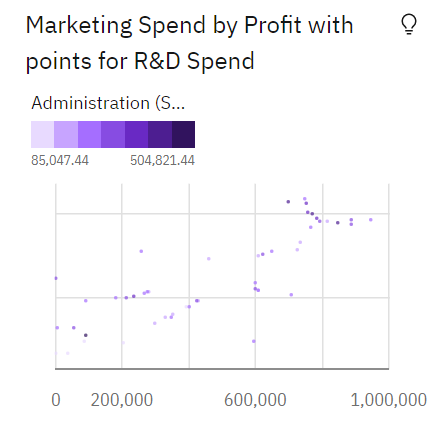 Marketing Spend by Profit with
points for R&D Spend
Administration (S...
85,047.44 504,821.44
0 200,000 600,000 1,000,000